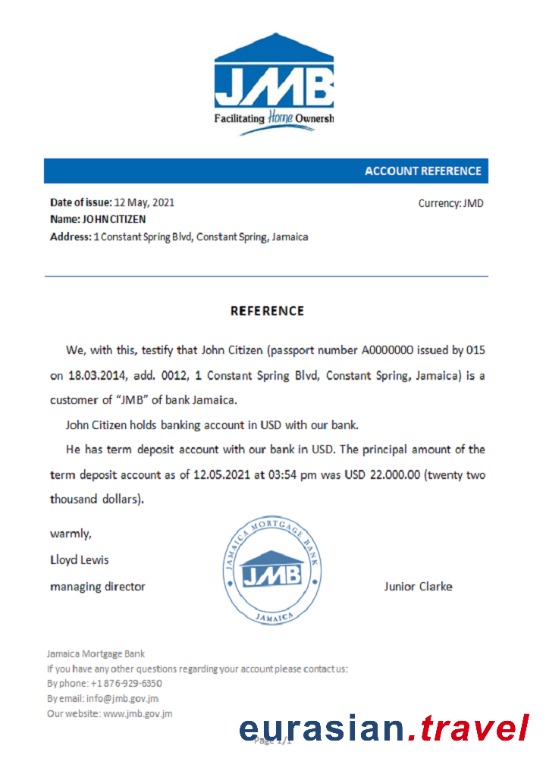 JMB
Facilitating Home Ownersh
ACCOUNT REFERENCE
Date of issue: 12 May, 2021
Currency: JMD
Name: JOHN CITIZEN
Address: 1 Constant Spring Blvd, Constant Spring, Jamaica
REFERENCE
We, with this, testify that John Citizen (passport number A0000000 issued by 015
on 18.03.2014, add. 0012, 1 Constant Spring Blvd, Constant Spring, Jamaica) is a
customer of “JMB” of bank Jamaica.
John Citizen holds banking account in USD with our bank.
He has term deposit account with our bank in USD. The principal amount of the
term deposit account as of 12.05.2021 at 03:54 pm was USD 22.000.00 (twenty two
thousand dollars).
warmly,
Lloyd Lewis
managing director
JAMAICA MORTGAGE BANK
JMB
JAMAICA
Junior Clarke
Jamaica Mortgage Bank
If you have any other questions regarding your account please contact us:
By phone: +1 876-929-6350
By email: info@jmb.gov.jm
Our website: www.jmb.gov.jm
eurasian.travel
Page 1/1